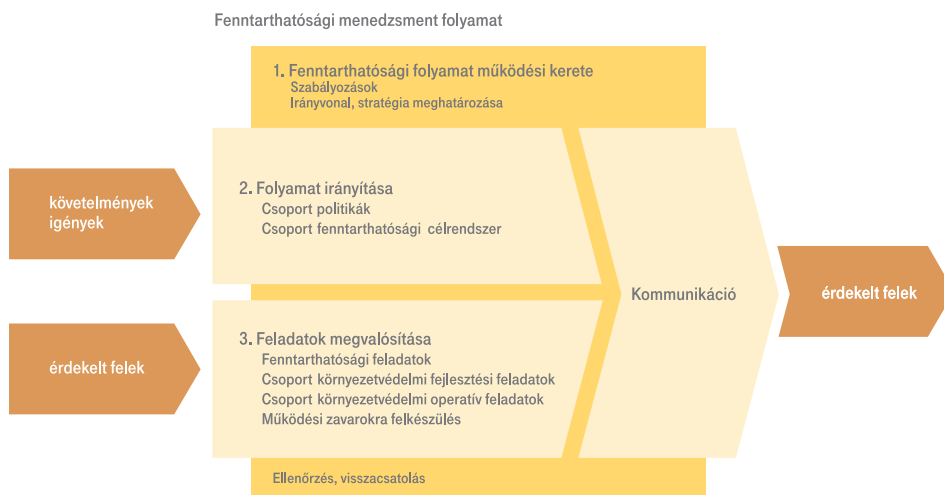 Fenntarthatósági menedzsment folyamat
1. Fenntarthatósági folyamat működési kerete
Szabályozások
Irányvonal, stratégia meghatározása
követelmények
igények
2. Folyamat irányítása
Csoport politikák
Csoport fenntarthatósági célrendszer
Kommunikáció
érdekelt felek
érdekelt felek
3. Feladatok megvalósítása
Fenntarthatósági feladatok
Csoport környezetvédelmi fejlesztési feladatok
Csoport környezetvédelmi operatív feladatok
Működési zavarokra felkészülés
Ellenőrzés, visszacsatolás